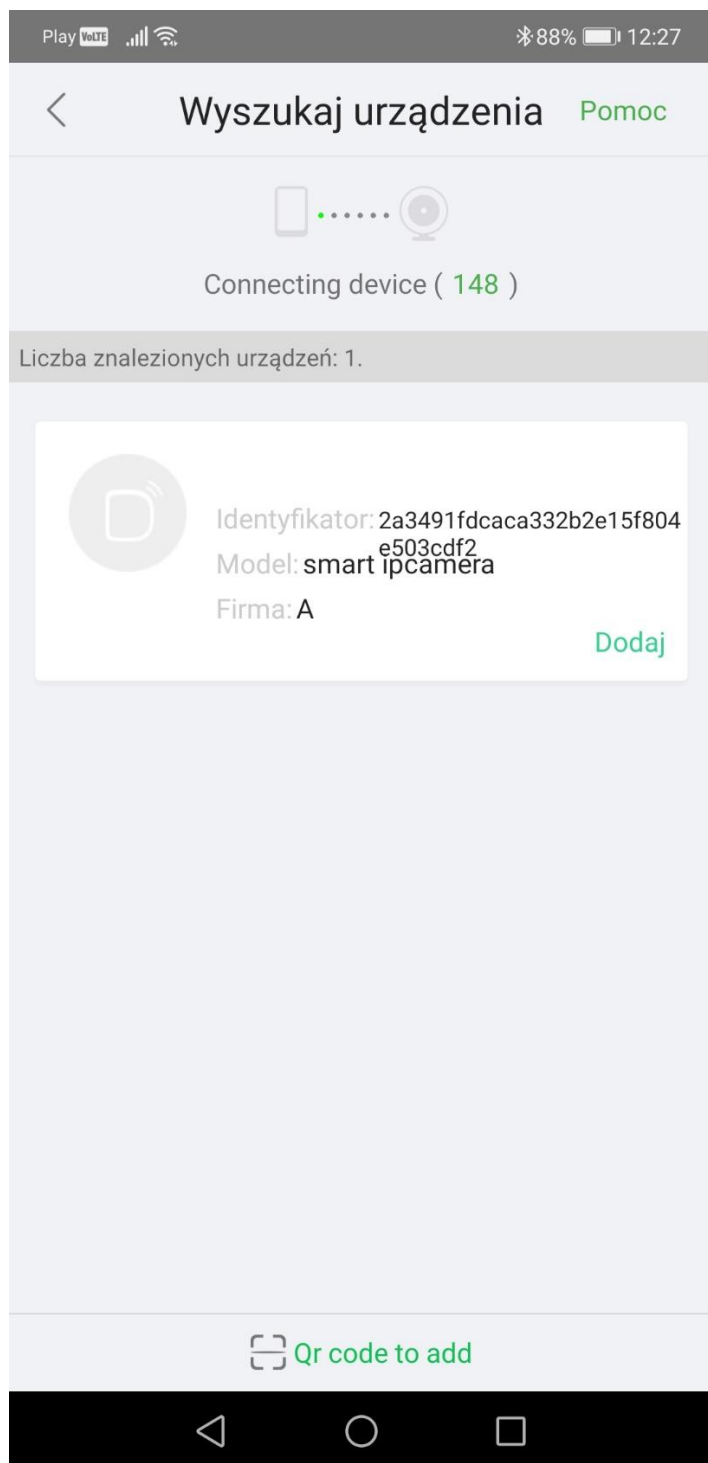 Play VoLTE 88% 12:27
Wyszukaj urządzenia Pomoc
Connecting device ( 148 )
Liczba znalezionych urządzeń: 1.
Identyfikator: 2a3491fdcaca332b2e15f804
e503cdf2
Model: smart ipcamera
Firma: A
Dodaj
Qr code to add